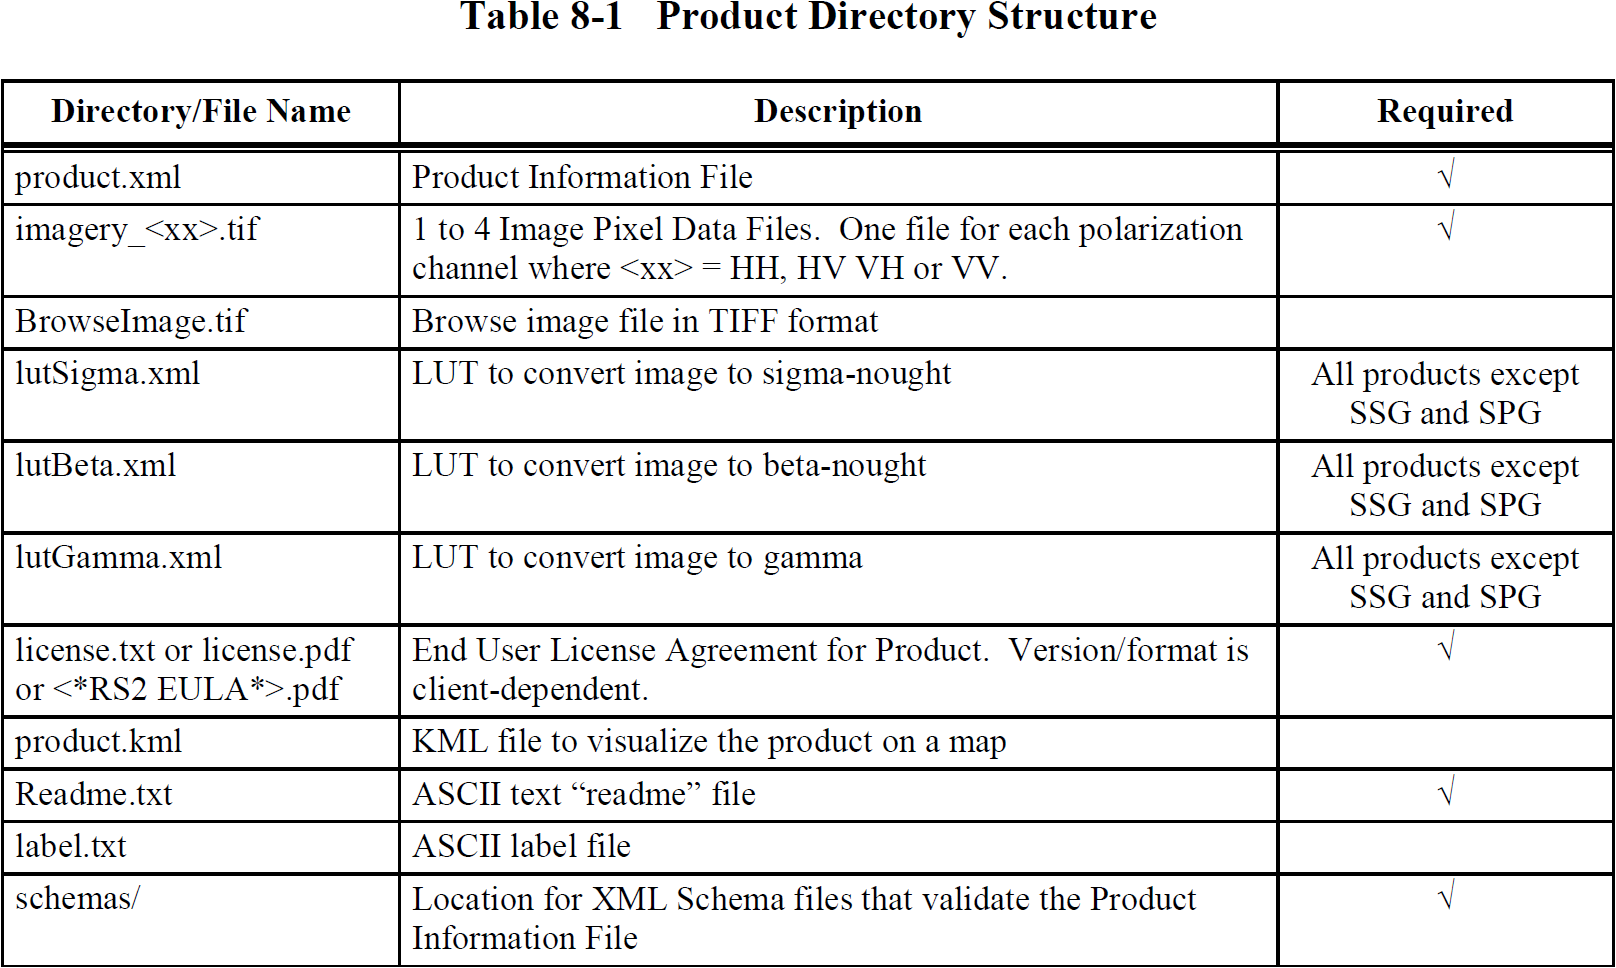 Table 8-1 Product Directory Structure
Directory/File Name Description Required
product.xml Product Information File √
imagery_<xx>.tif 1 to 4 Image Pixel Data Files. One file for each polarization √
channel where <xx> = HH, HV VH or VV.
BrowseImage.tif Browse image file in TIFF format
lutSigma.xml LUT to convert image to sigma-nought All products except
SSG and SPG
lutBeta.xml LUT to convert image to beta-nought All products except
SSG and SPG
lutGamma.xml LUT to convert image to gamma All products except
SSG and SPG
license.txt or license.pdf End User License Agreement for Product. Version/format is √
or <*RS2 EULA*>.pdf client-dependent.
product.kml KML file to visualize the product on a map
Readme.txt ASCII text “readme” file √
label.txt ASCII label file
schemas/ Location for XML Schema files that validate the Product √
Information File